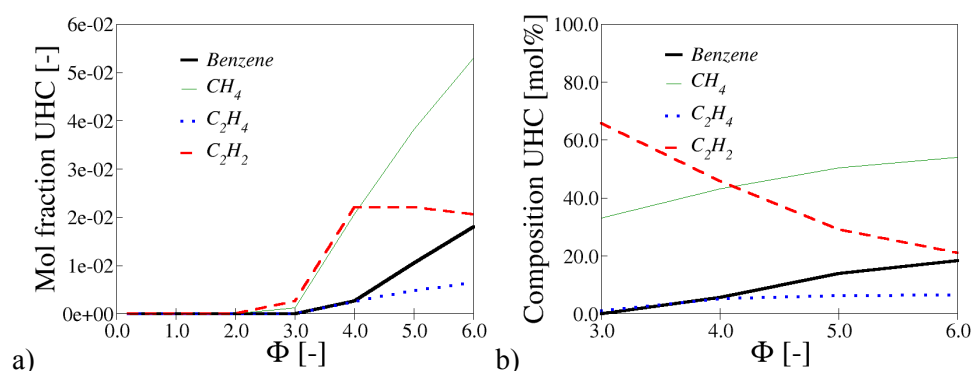 6e-02
5e-02
4e-02
3e-02
2e-02
1e-02
0e+00
Mol fraction UHC [-]
Benzene
CH4
C2H4
C2H2
0.0 1.0 2.0 3.0 4.0 5.0 6.0
Φ [-]
a)
100.0
80.0
60.0
40.0
20.0
0.0
Composition UHC [mol%]
Benzene
CH4
C2H4
C2H2
3.0 4.0 5.0 6.0
Φ [-]
b)